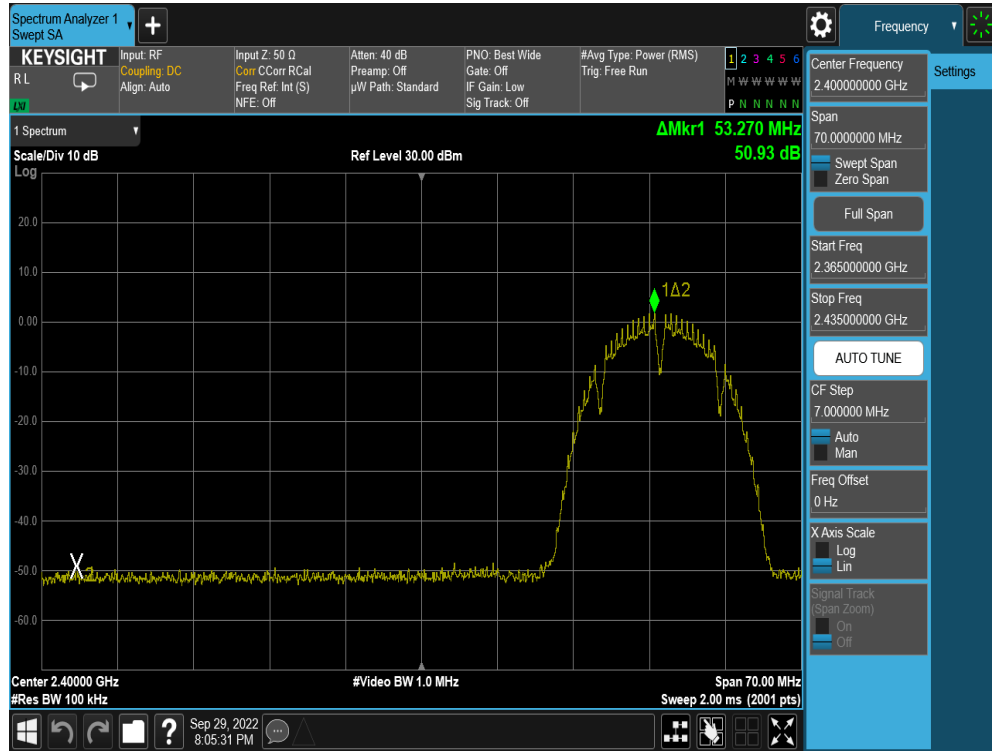 Spectrum Analyzer 1
Swept SA
+
Frequency
KEYSIGHT
RL
LXI
Input: RF
Coupling: DC
Align: Auto
Input Z: 50 Ω
Corr CCorr RCal
Freq Ref: Int (S)
NFE: Off
Atten: 40 dB
Preamp: Off
µW Path: Standard
PNO: Best Wide
Gate: Off
IF Gain: Low
Sig Track: Off
#Avg Type: Power (RMS)
Trig: Free Run
1 2 3 4 5 6
M W W W W W
P N N N N N
1 Spectrum
ΔMkr1 53.270 MHz
Scale/Div 10 dB
Ref Level 30.00 dBm
50.93 dB
Log
20.0
10.0
0.00
-10.0
-20.0
-30.0
-40.0
-50.0
-60.0
1Δ2
X
Center 2.40000 GHz
#Video BW 1.0 MHz
Span 70.00 MHz
#Res BW 100 kHz
Sweep 2.00 ms (2001 pts)
?
Sep 29, 2022
8:05:31 PM
Center Frequency
2.400000000 GHz
Settings
Span
70.0000000 MHz
Swept Span
Zero Span
Full Span
Start Freq
2.365000000 GHz
Stop Freq
2.435000000 GHz
AUTO TUNE
CF Step
7.000000 MHz
Auto
Man
Freq Offset
0 Hz
X Axis Scale
Log
Lin
Signal Track
(Span Zoom)
On
Off